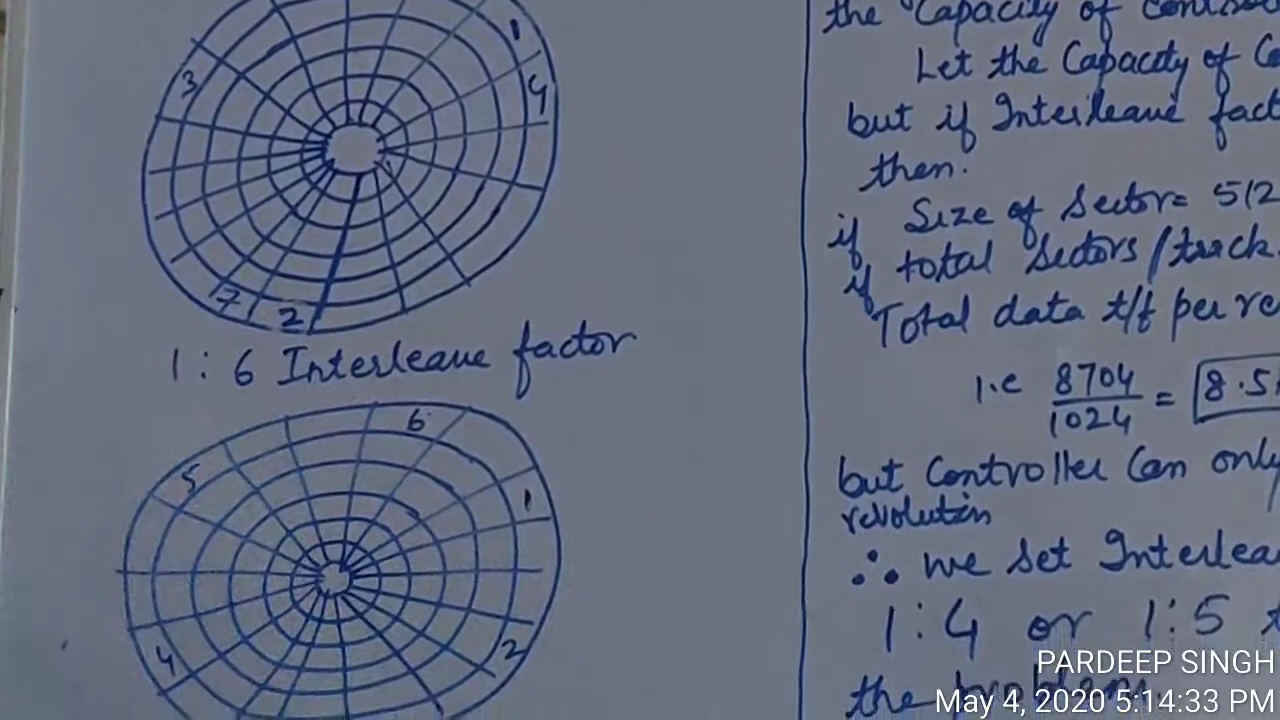 1
4
3
7
2
1 : 6 Interleave factor
6
5
1
4
2
the Capacity of
Let the Capacity of
but if Interleave
then.
if Size of Sector = 512
if total Sectors / track
Total data t/f per
1.e 8704
1024
= 8.5
but Controller Can only
revolution
∴ we set
1:4 or 1:5
the problem.
PARDEEP SINGH
May 4, 2020 5:14:33 PM